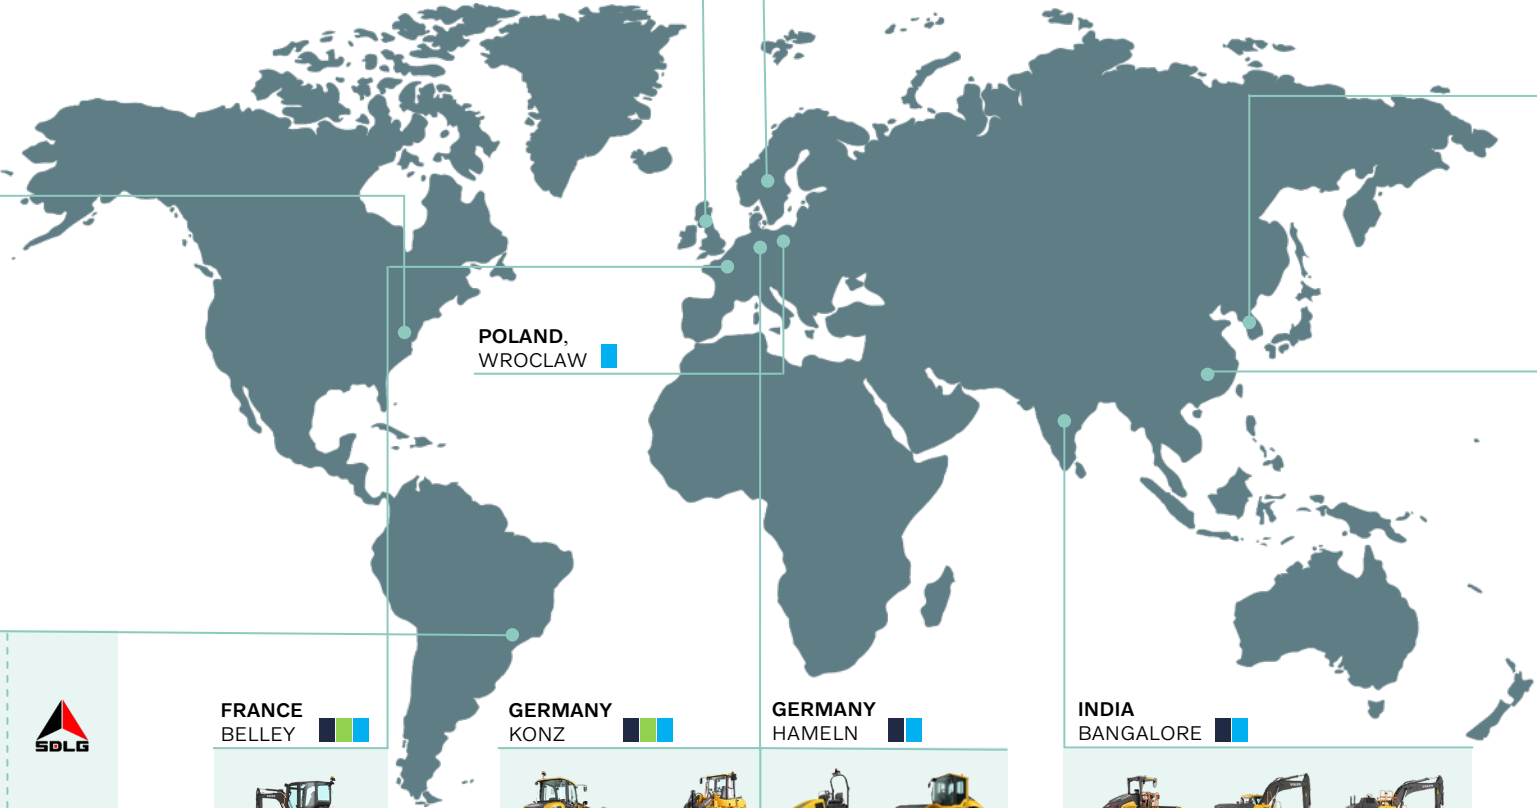 POLAND,
WROCLAW
SDLG
FRANCE
BELLEY
GERMANY
KONZ
GERMANY
HAMELN
INDIA
BANGALORE